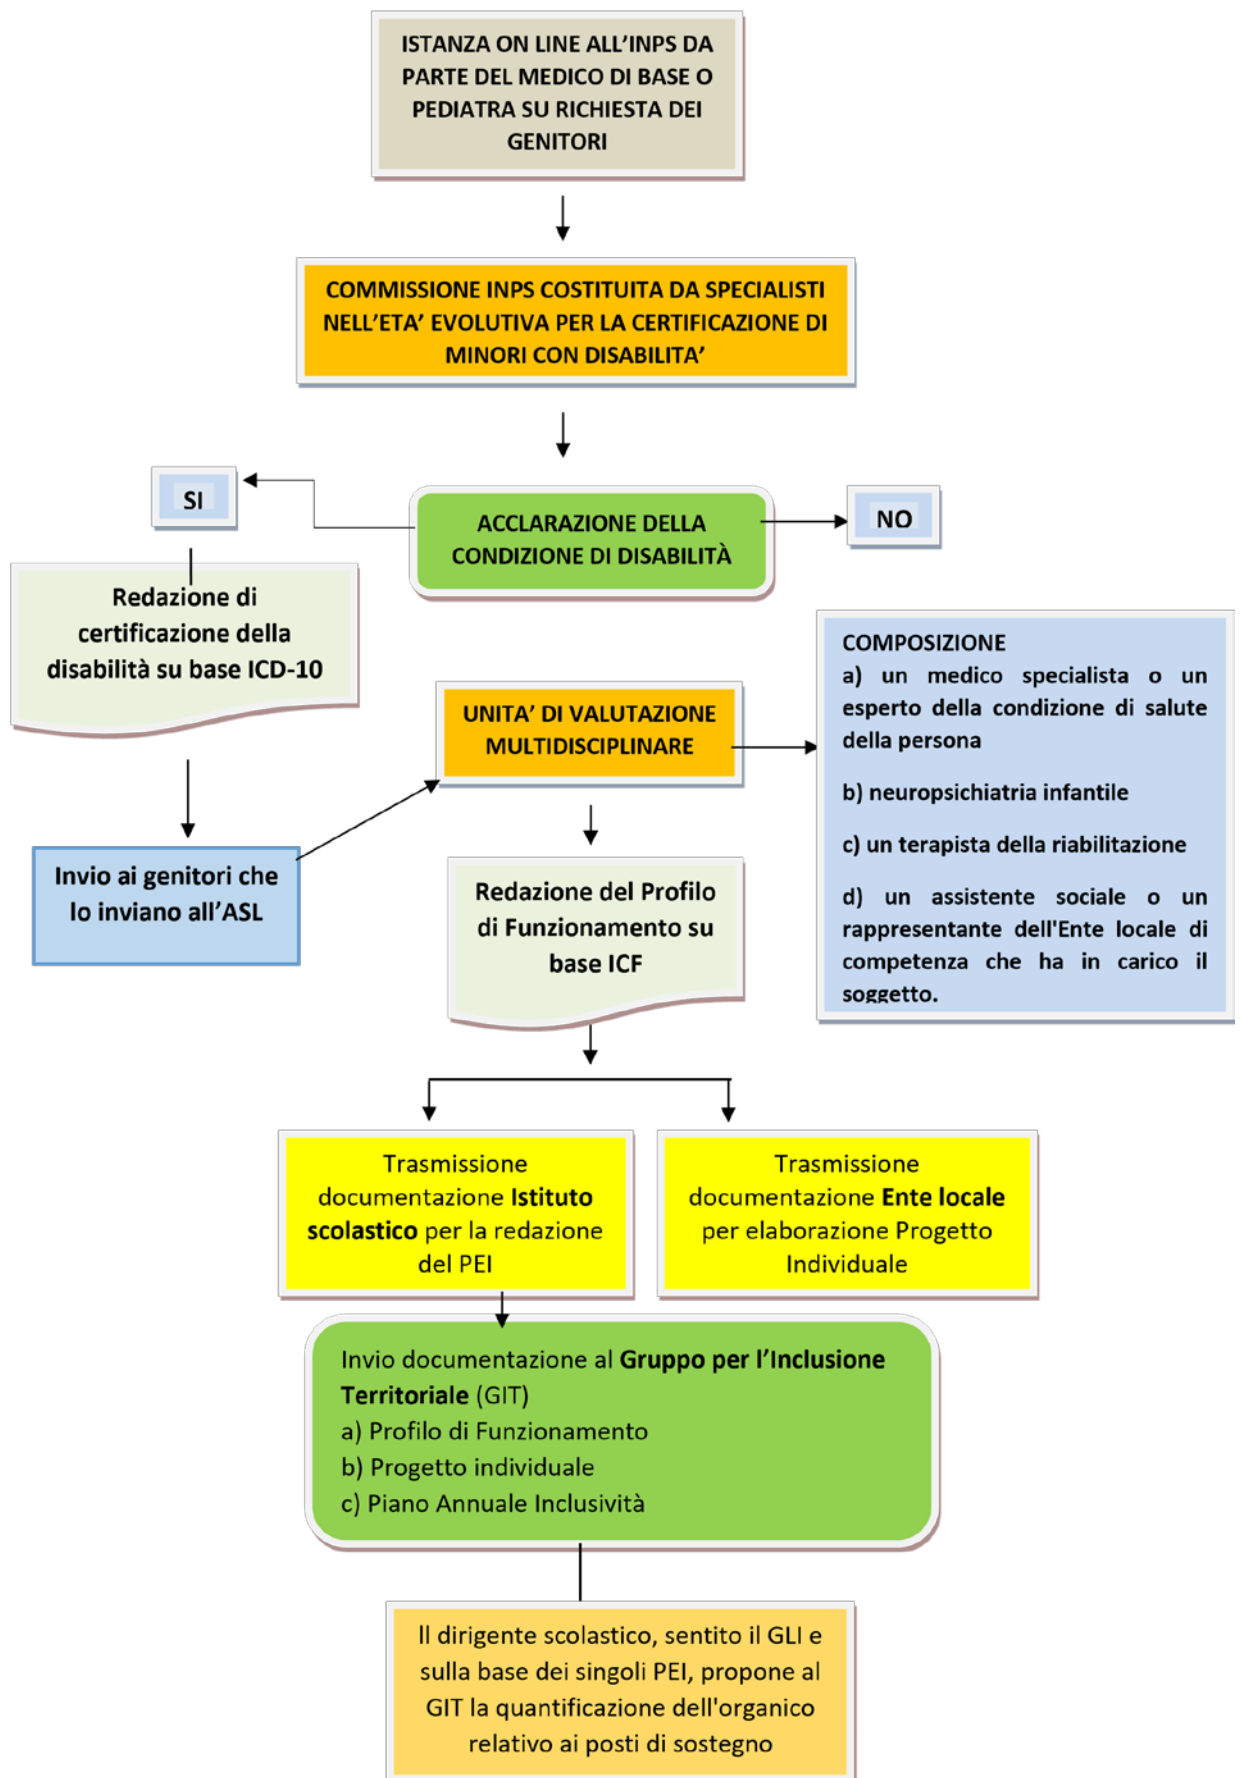 ISTANZA ON LINE ALL'INPS DA
PARTE DEL MEDICO DI BASE O
PEDIATRA SU RICHIESTA DEI
GENITORI
COMMISSIONE INPS COSTITUITA DA SPECIALISTI
NELL'ETA' EVOLUTIVA PER LA CERTIFICAZIONE DI
MINORI CON DISABILITA'
SI
ACCLARAZIONE DELLA
CONDIZIONE DI DISABILITÀ
NO
Redazione di
certificazione della
disabilità su base ICD-10
UNITA' DI VALUTAZIONE
MULTIDISCIPLINARE
COMPOSIZIONE
a) un medico specialista o un
esperto della condizione di salute
della persona
b) neuropsichiatria infantile
c) un terapista della riabilitazione
d) un assistente sociale o un
rappresentante dell'Ente locale di
competenza che ha in carico il
soggetto.
Invio ai genitori che
lo inviano all'ASL
Redazione del Profilo
di Funzionamento su
base ICF
Trasmissione
documentazione Istituto
scolastico per la redazione
del PEI
Trasmissione
documentazione Ente locale
per elaborazione Progetto
Individuale
Invio documentazione al Gruppo per l'Inclusione
Territoriale (GIT)
a) Profilo di Funzionamento
b) Progetto individuale
c) Piano Annuale Inclusività
Il dirigente scolastico, sentito il GLI e
sulla base dei singoli PEI, propone al
GIT la quantificazione dell'organico
relativo ai posti di sostegno